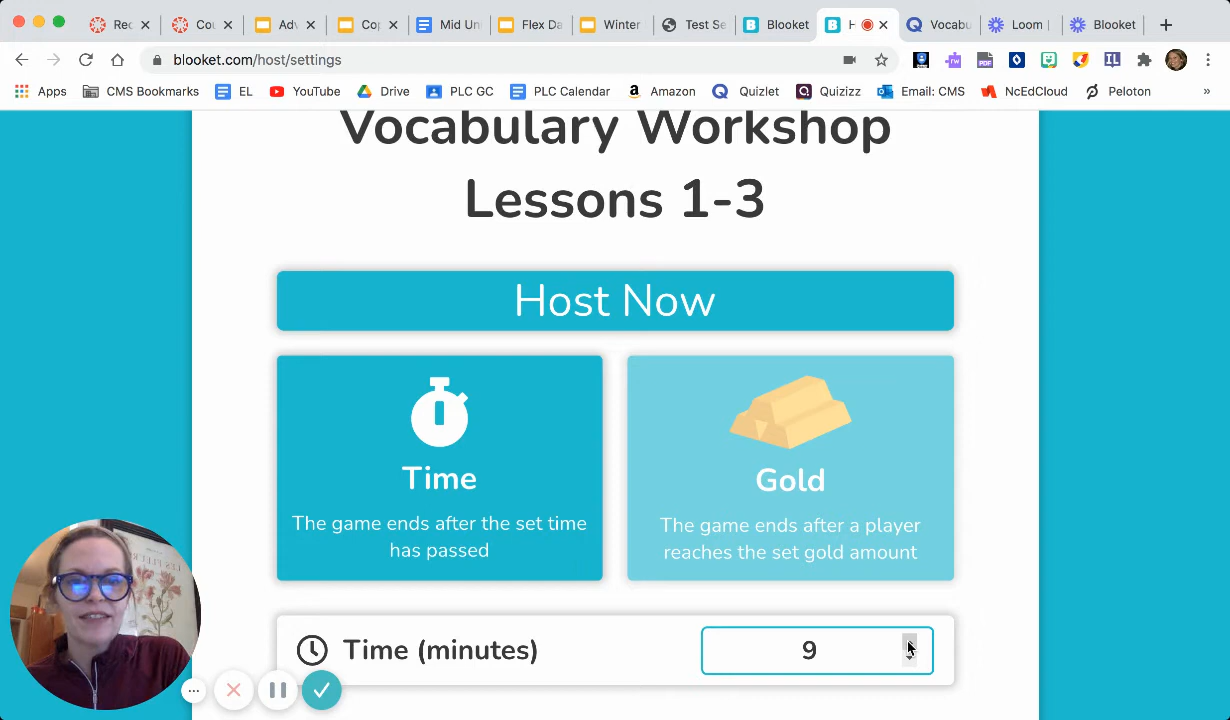 Rec
Cou
Adv
Cop
Mid Un
Flex Da
Winter
Test Se
Blooket
H
Vocabu
Loom |
Blooket
blooket.com/host/settings
Apps
CMS Bookmarks
EL
YouTube
Drive
PLC GC
PLC Calendar
Amazon
Quizlet
Quizizz
Email: CMS
NcEdCloud
Peloton
»
Vocabulary Workshop
Lessons 1-3
Host Now
Time
The game ends after the set time
has passed
Gold
The game ends after a player
reaches the set gold amount
Time (minutes)
9